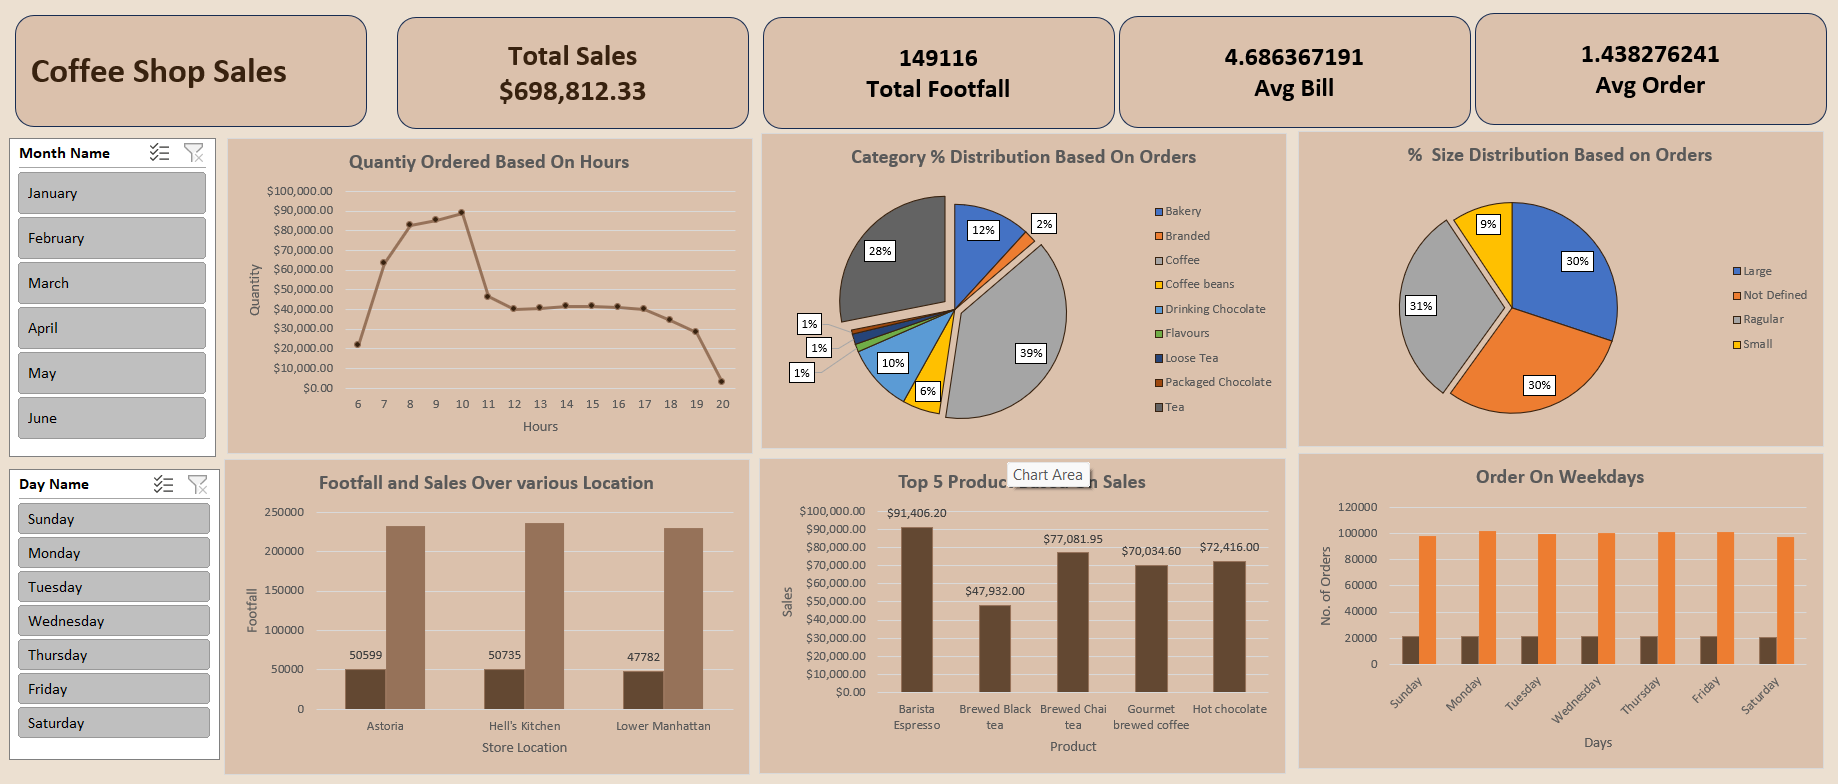 Coffee Shop Sales
Total Sales
$698,812.33
149116
Total Footfall
4.686367191
Avg Bill
1.438276241
Avg Order
Month Name
January
February
March
April
May
June
Day Name
Sunday
Monday
Tuesday
Wednesday
Thursday
Friday
Saturday
Quantiy Ordered Based On Hours
Quantity
$100,000.00
$90,000.00
$80,000.00
$70,000.00
$60,000.00
$50,000.00
$40,000.00
$30,000.00
$20,000.00
$10,000.00
$0.00
6 7 8 9 10 11 12 13 14 15 16 17 18 19 20
Hours
Category % Distribution Based On Orders
12%
2%
28%
39%
6%
10%
1%
1%
1%
Bakery
Branded
Coffee
Coffee beans
Drinking Chocolate
Flavours
Loose Tea
Packaged Chocolate
Tea
% Size Distribution Based on Orders
9%
30%
31%
30%
Large
Not Defined
Ragular
Small
Footfall and Sales Over various Location
Footfall
250000
200000
150000
100000
50000
0
50599
50735
47782
Astoria
Hell's Kitchen
Lower Manhattan
Store Location
Top 5 Product Sales
Chart Area
Sales
$100,000.00
$90,000.00
$80,000.00
$70,000.00
$60,000.00
$50,000.00
$40,000.00
$30,000.00
$20,000.00
$10,000.00
$0.00
$91,406.20
$47,932.00
$77,081.95
$70,034.60
$72,416.00
Barista Espresso
Brewed Black tea
Brewed Chai tea
Gourmet brewed coffee
Hot chocolate
Product
Order On Weekdays
No. of Orders
120000
100000
80000
60000
40000
20000
0
Sunday
Monday
Tuesday
Wednesday
Thursday
Friday
Saturday
Days